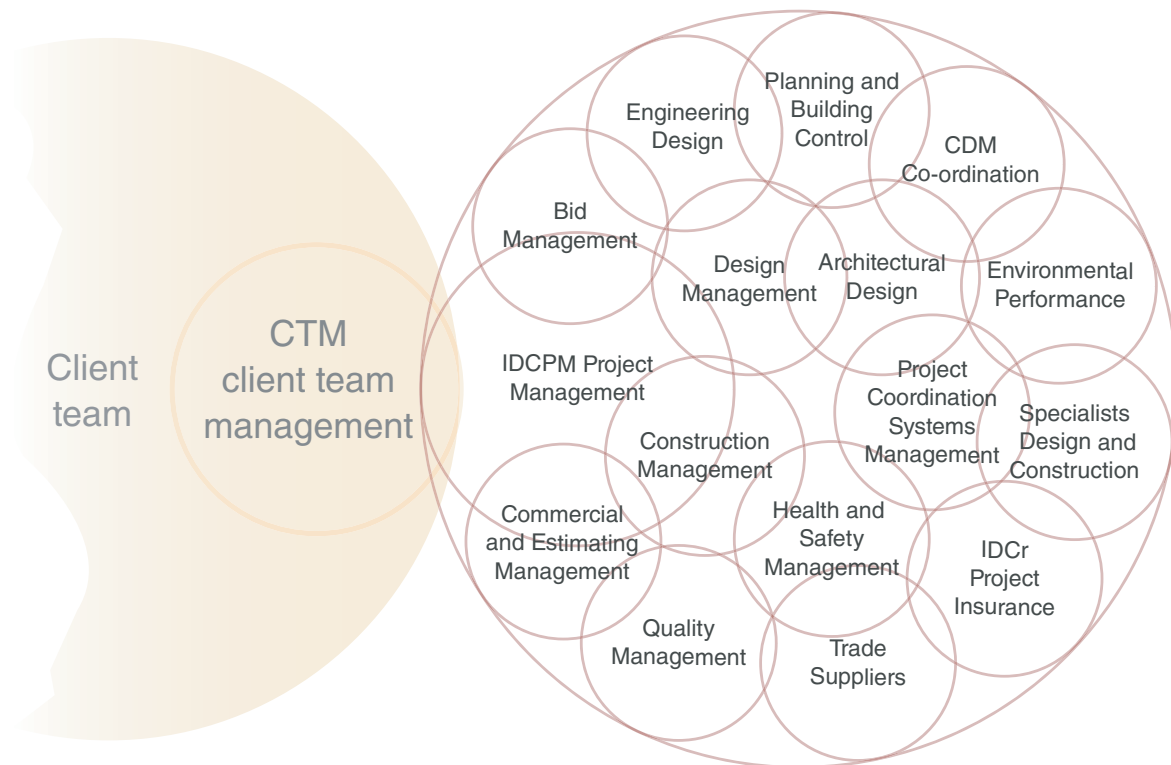 Client
team
CTM
client team
management
Engineering
Design
Planning and
Building
Control
CDM
Co-ordination
Bid
Management
Design
Management
Architectural
Design
Environmental
Performance
IDCPM Project
Management
Project
Coordination
Systems
Management
Specialists
Design and
Construction
Construction
Management
Commercial
and Estimating
Management
Health and
Safety
Management
IDCr
Project
Insurance
Quality
Management
Trade
Suppliers